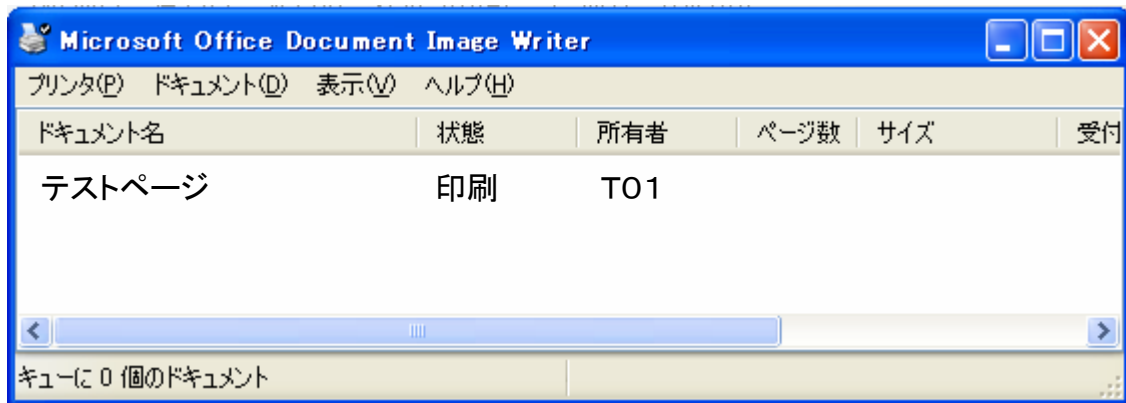 Microsoft Office Document Image Writer
プリンタ(P) ドキュメント(D) 表示(V) ヘルプ(H)
ドキュメント名 状態 所有者 ページ数 サイズ 受付
テストページ 印刷 T01
キューに 0 個のドキュメント